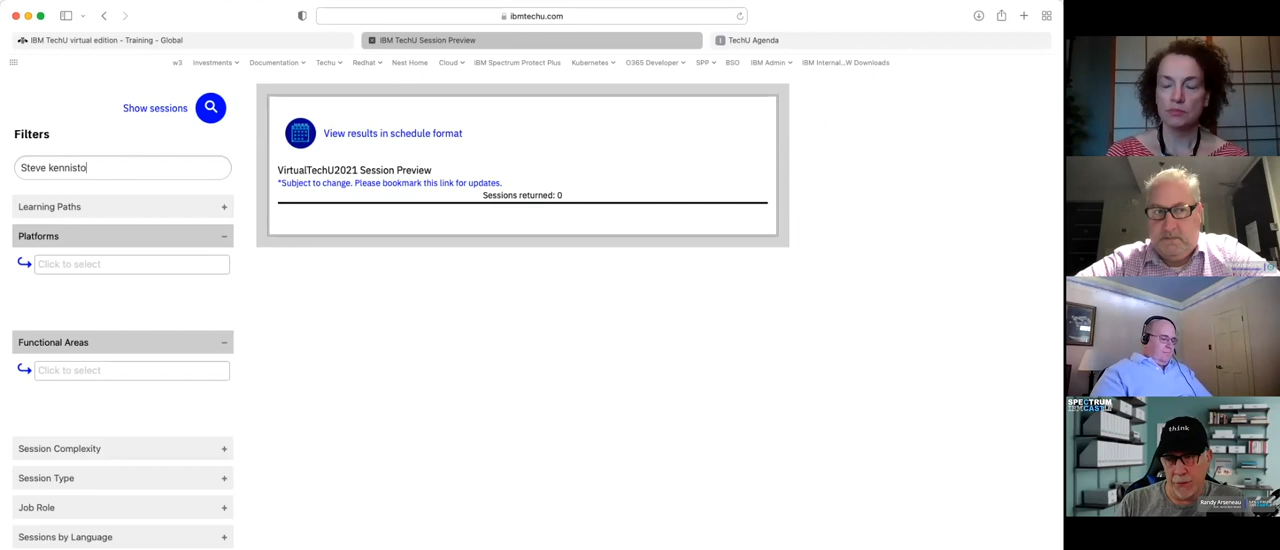 ibmtechu.com
IBM TechU virtual edition - Training - Global
IBM TechU Session Preview
TechU Agenda
w3 Investments Documentation Techu Redhat Nest Home Cloud IBM Spectrum Protect Plus Kubernetes O365 Developer SPP BSO IBM Admin IBM Internal...W Downloads
Show sessions
Filters
Steve kennisto
Learning Paths +
Platforms −
Click to select
Functional Areas −
Click to select
Session Complexity +
Session Type +
Job Role +
Sessions by Language +
View results in schedule format
VirtualTechU2021 Session Preview
*Subject to change. Please bookmark this link for updates.
Sessions returned: 0
SPECTRUM
IBM CAST
think
Randy Arseneau